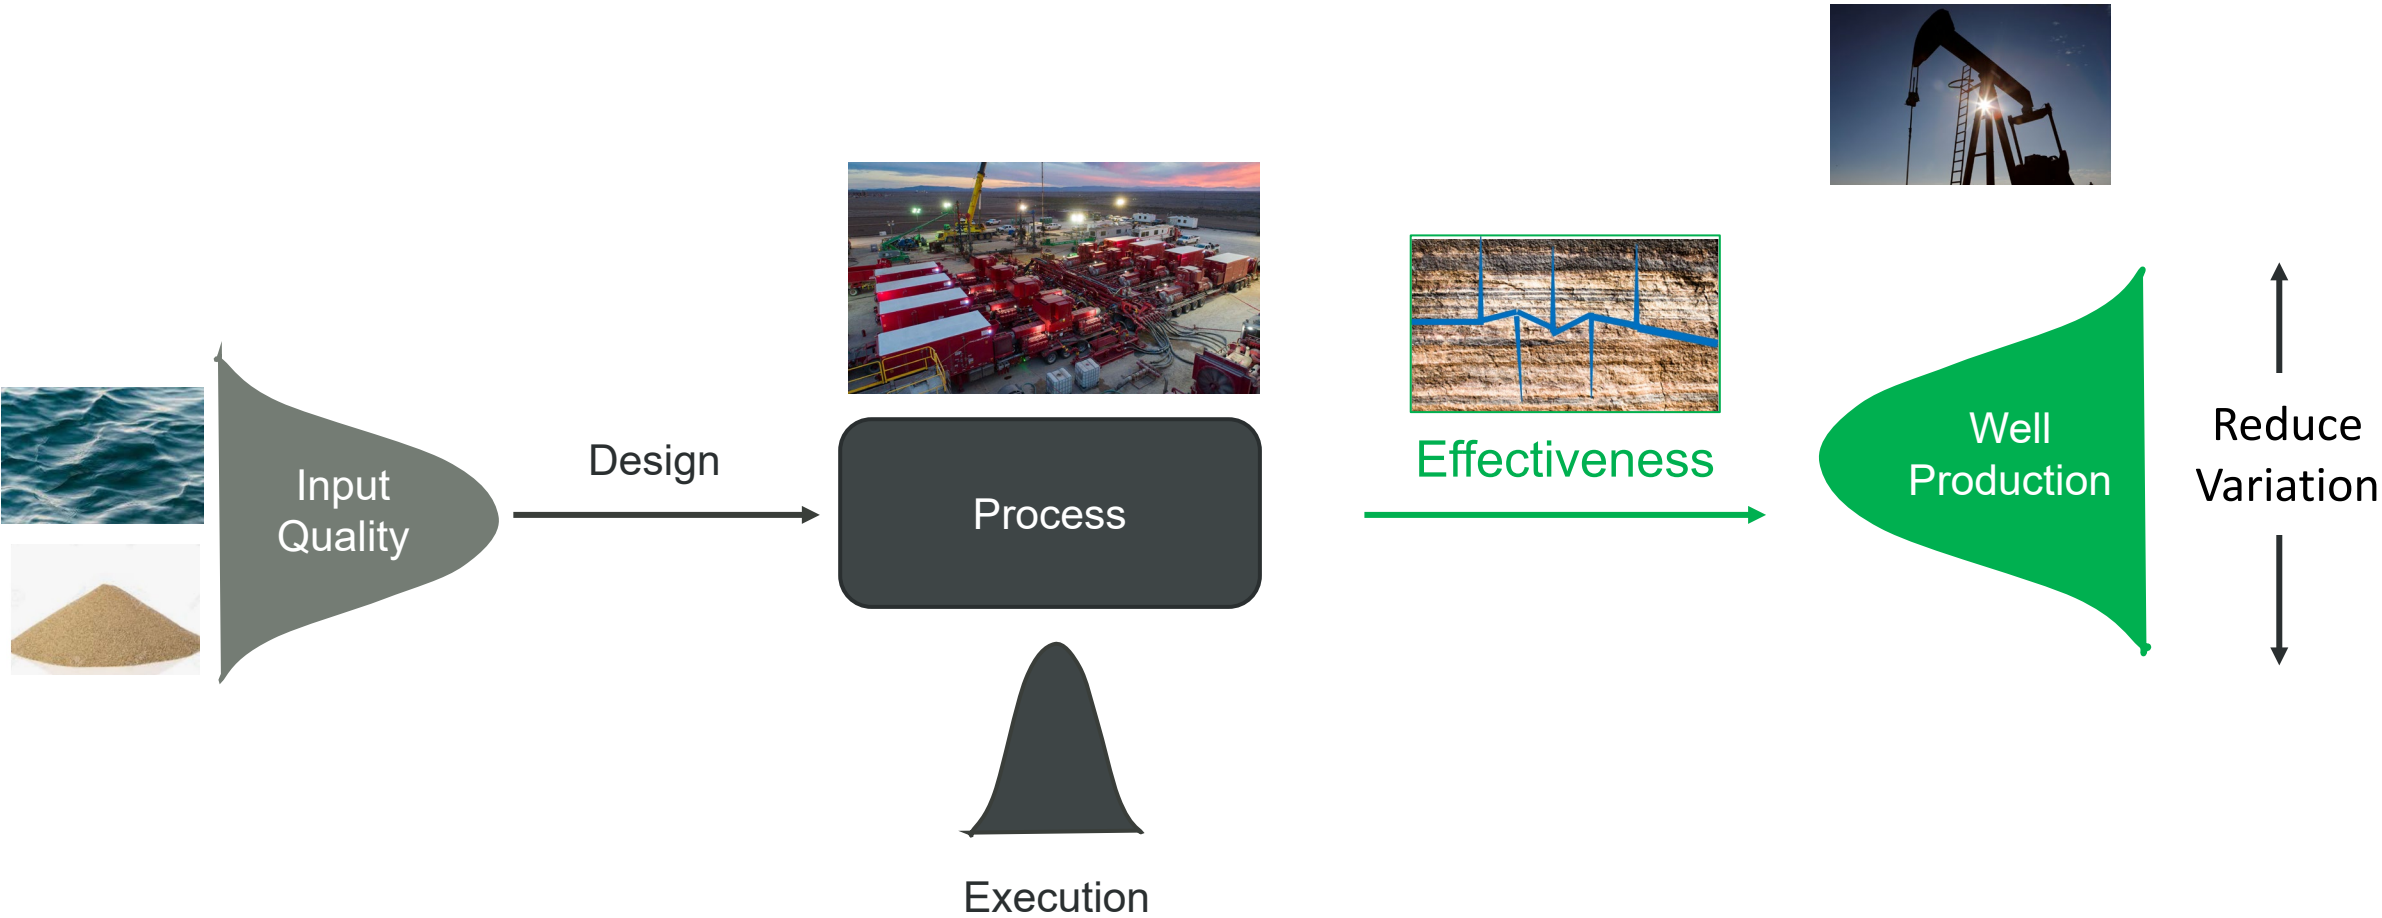 Input
Quality
Design
Process
Execution
Effectiveness
Well
Production
Reduce
Variation